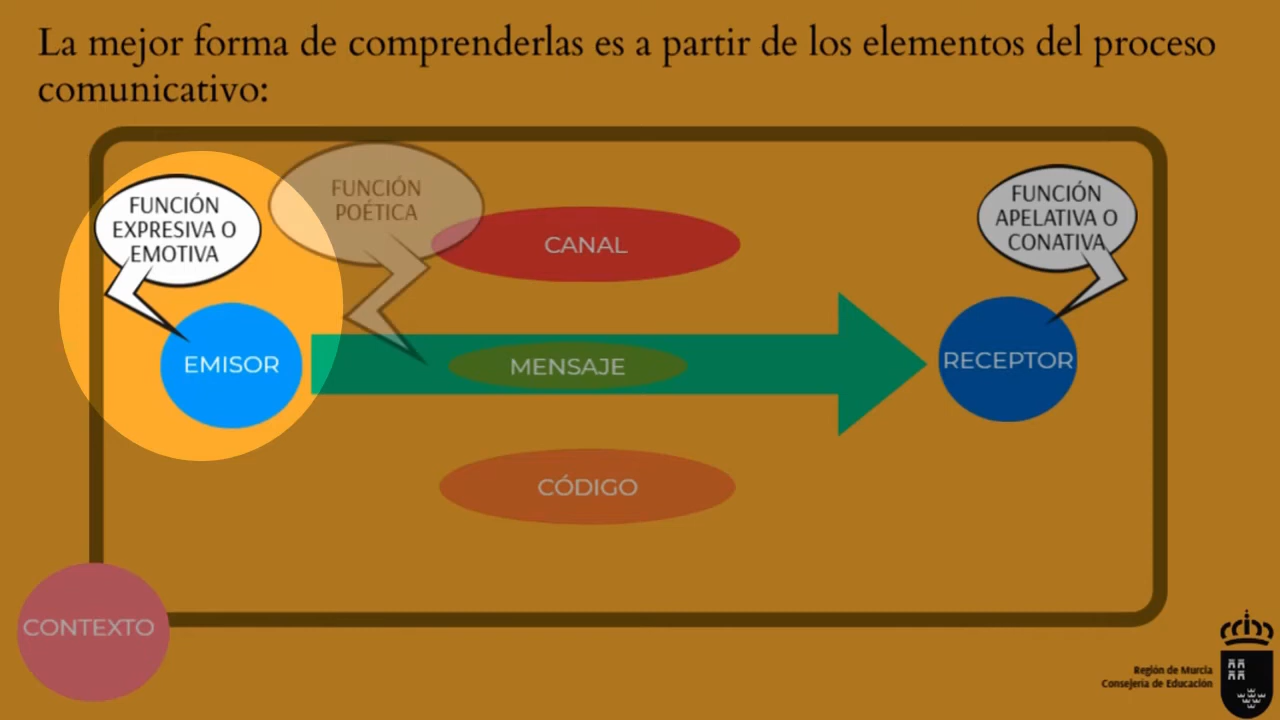 La mejor forma de comprenderlas es a partir de los elementos del proceso
comunicativo:
FUNCIÓN
EXPRESIVA O
EMOTIVA
FUNCIÓN
POÉTICA
FUNCIÓN
APELATIVA O
CONATIVA
CANAL
EMISOR
MENSAJE
RECEPTOR
CÓDIGO
CONTEXTO
Región de Murcia
Consejería de Educación